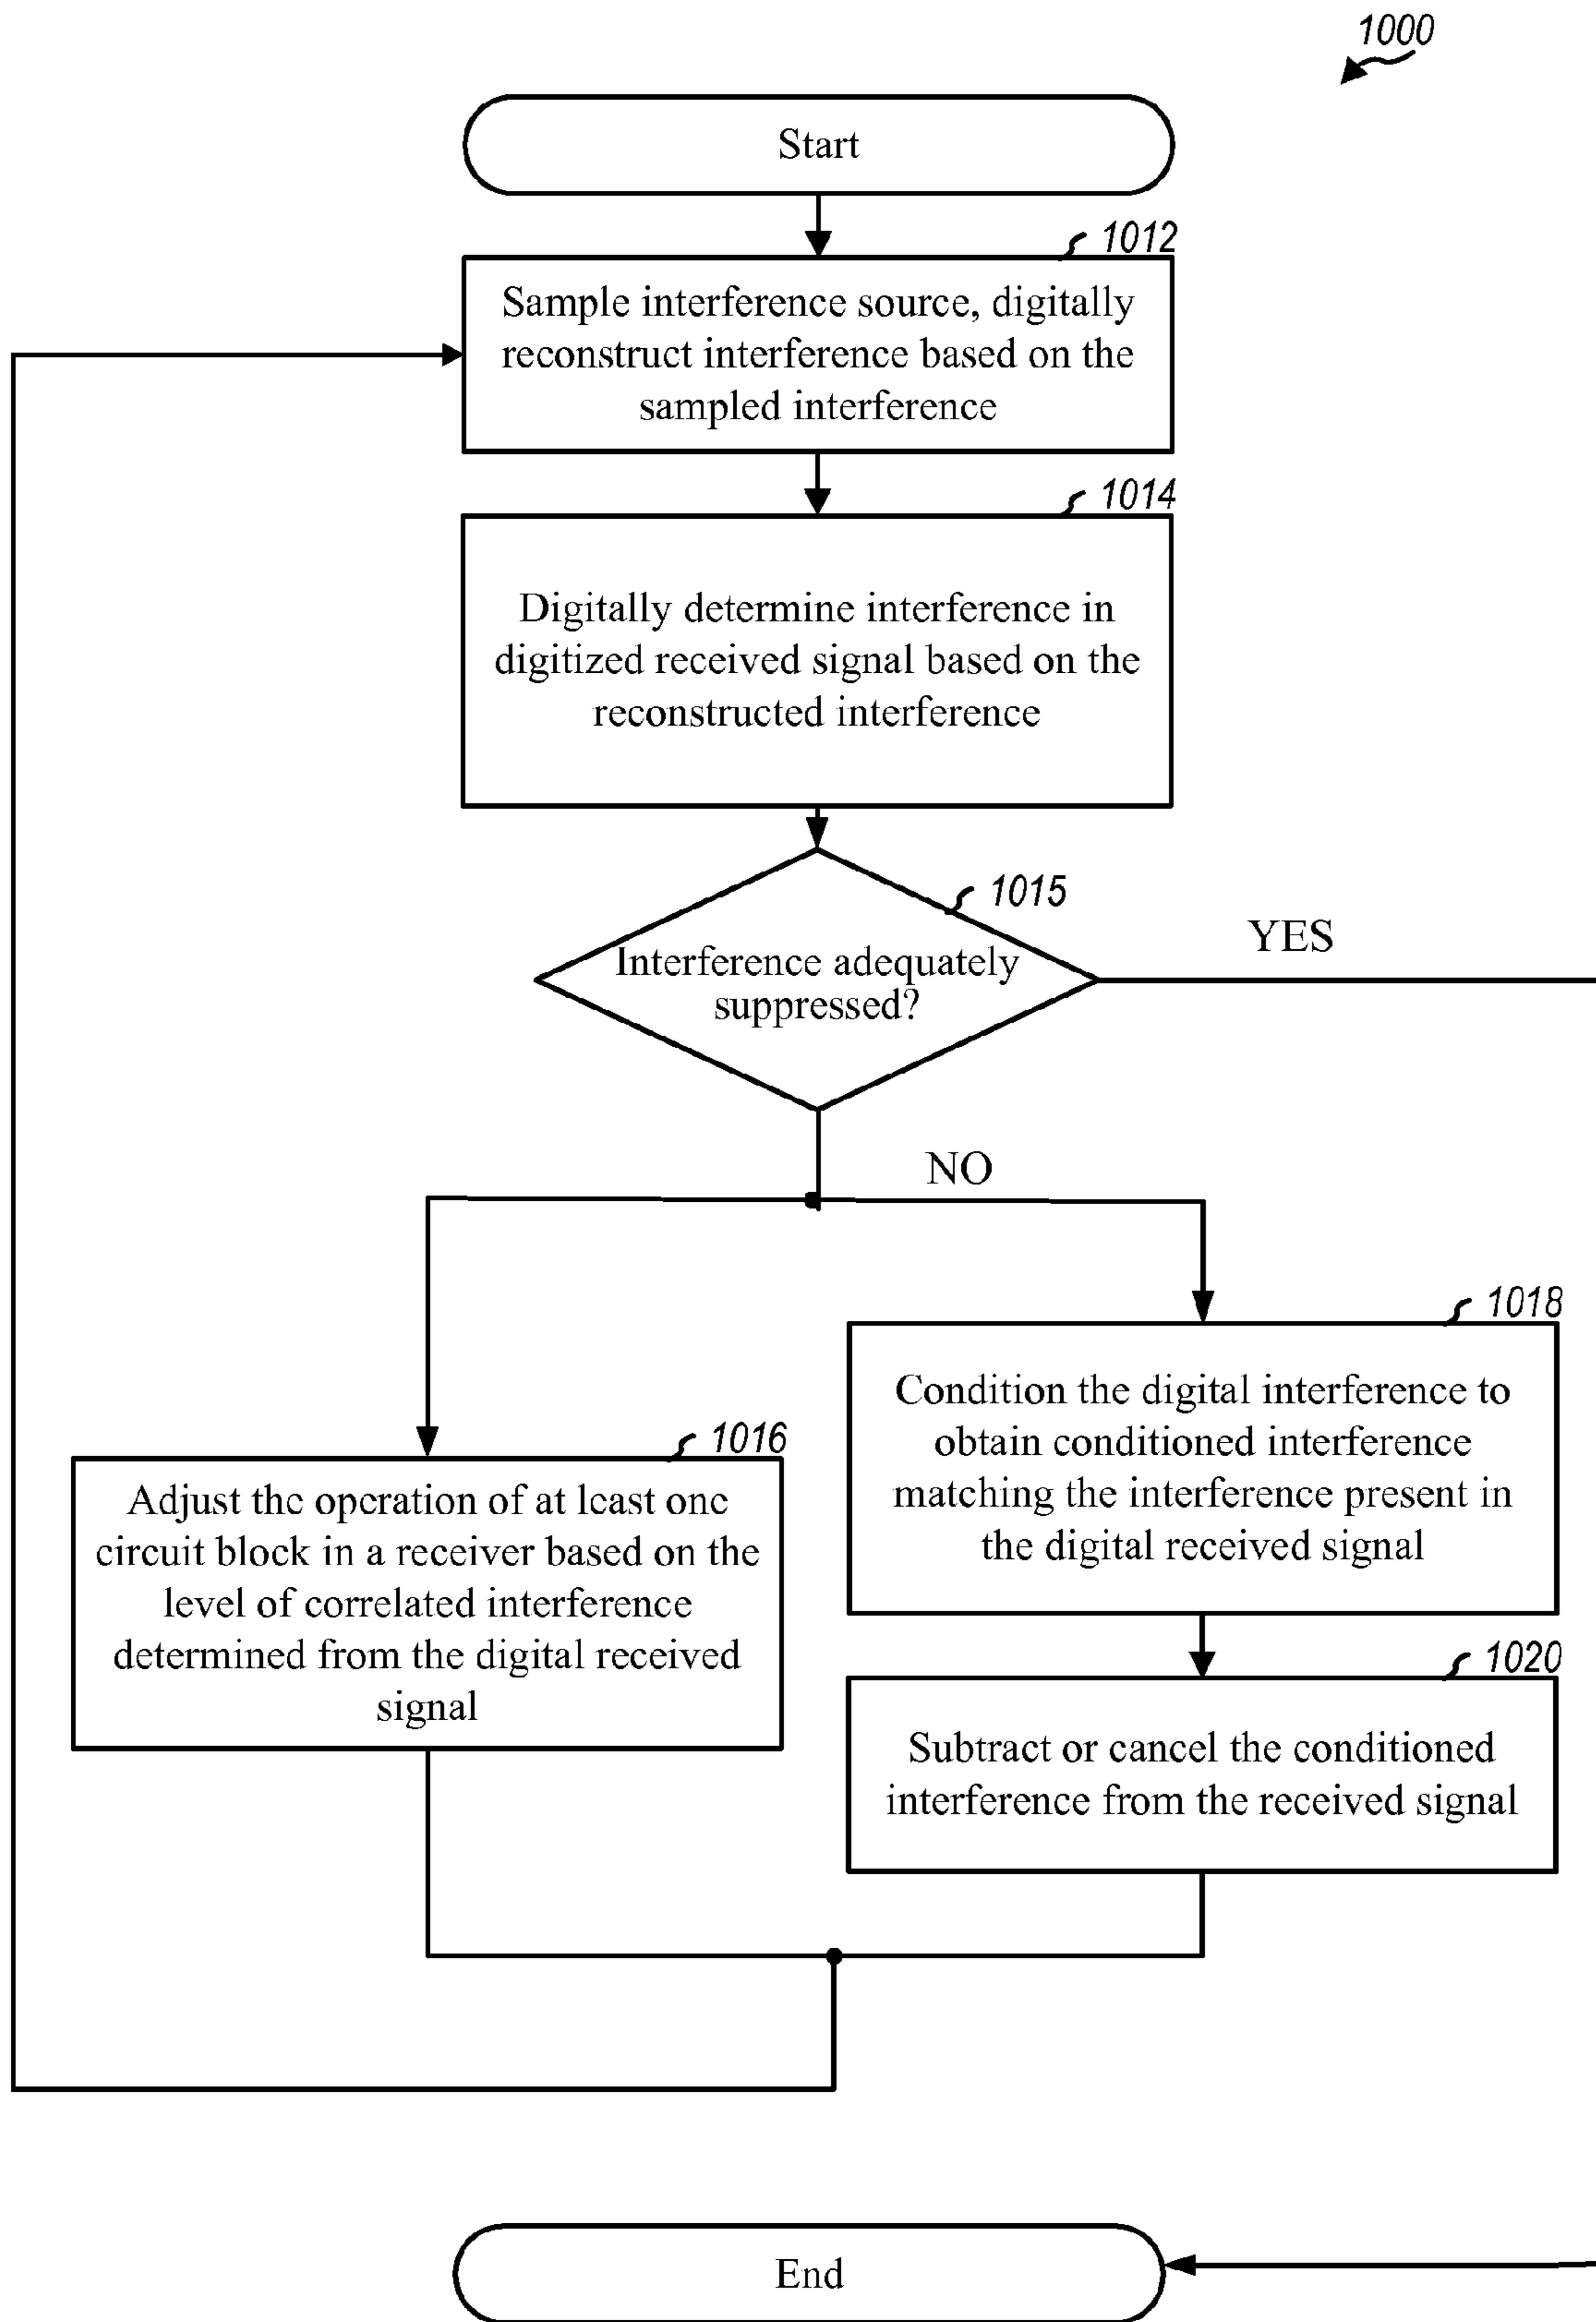 1000
Start
1012
Sample interference source, digitally
reconstruct interference based on the
sampled interference
1014
Digitally determine interference in
digitized received signal based on the
reconstructed interference
1015
Interference adequately
suppressed?
YES
NO
1018
Condition the digital interference to
obtain conditioned interference
matching the interference present in
the digital received signal
1016
Adjust the operation of at least one
circuit block in a receiver based on the
level of correlated interference
determined from the digital received
signal
1020
Subtract or cancel the conditioned
interference from the received signal
End